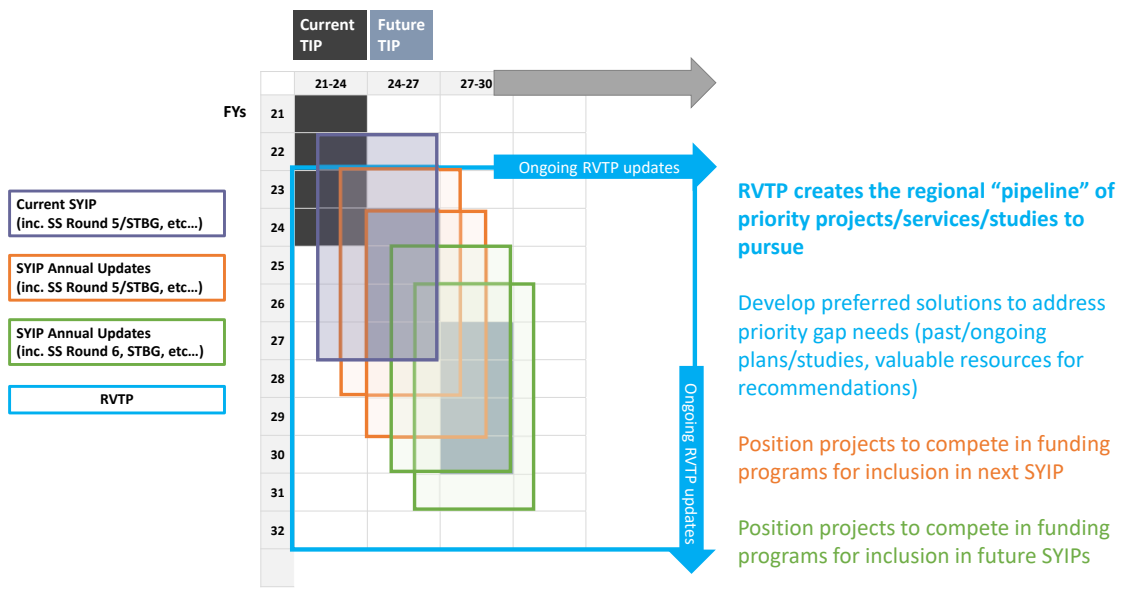 Current
TIP
Future
TIP
21-24
24-27
27-30
FYs
21
22
23
24
25
26
27
28
29
30
31
32
Ongoing RVTP updates
Ongoing RVTP updates
Current SYIP
(inc. SS Round 5/STBG, etc…)
SYIP Annual Updates
(inc. SS Round 5/STBG, etc…)
SYIP Annual Updates
(inc. SS Round 6, STBG, etc…)
RVTP
RVTP creates the regional “pipeline” of
priority projects/services/studies to
pursue
Develop preferred solutions to address
priority gap needs (past/ongoing
plans/studies, valuable resources for
recommendations)
Position projects to compete in funding
programs for inclusion in next SYIP
Position projects to compete in funding
programs for inclusion in future SYIPs